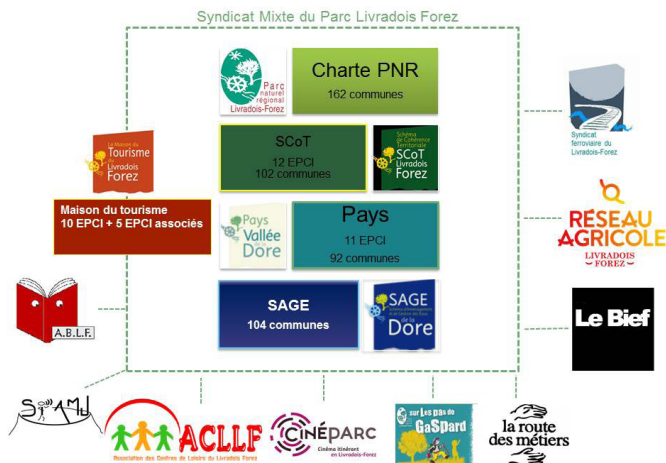 Syndicat Mixte du Parc Livradois Forez
Parc
naturel
régional
Livradois-Forez
Charte PNR
162 communes
Syndicat
ferroviaire du
Livradois-Forez
La Maison du
Tourisme
du
Livradois
Forez
SCoT
12 EPCI
102 communes
Schéma
de Cohérence
Territoriale
SCoT
Livradois
Forez
Maison du tourisme
10 EPCI + 5 EPCI associés
Pays
Vallée
de la
Dore
Pays
11 EPCI
92 communes
RÉSEAU
AGRICOLE
LIVRADOIS
FOREZ
A.B.L.F.
SAGE
104 communes
SAGE
de la
Dore
Le Bief
ACLLF
Association des Centres de Loisirs du Livradois Forez
CINÉPARC
Cinéma itinérant
en Livradois-Forez
sur les pas de
GaSpard
la route
des métiers